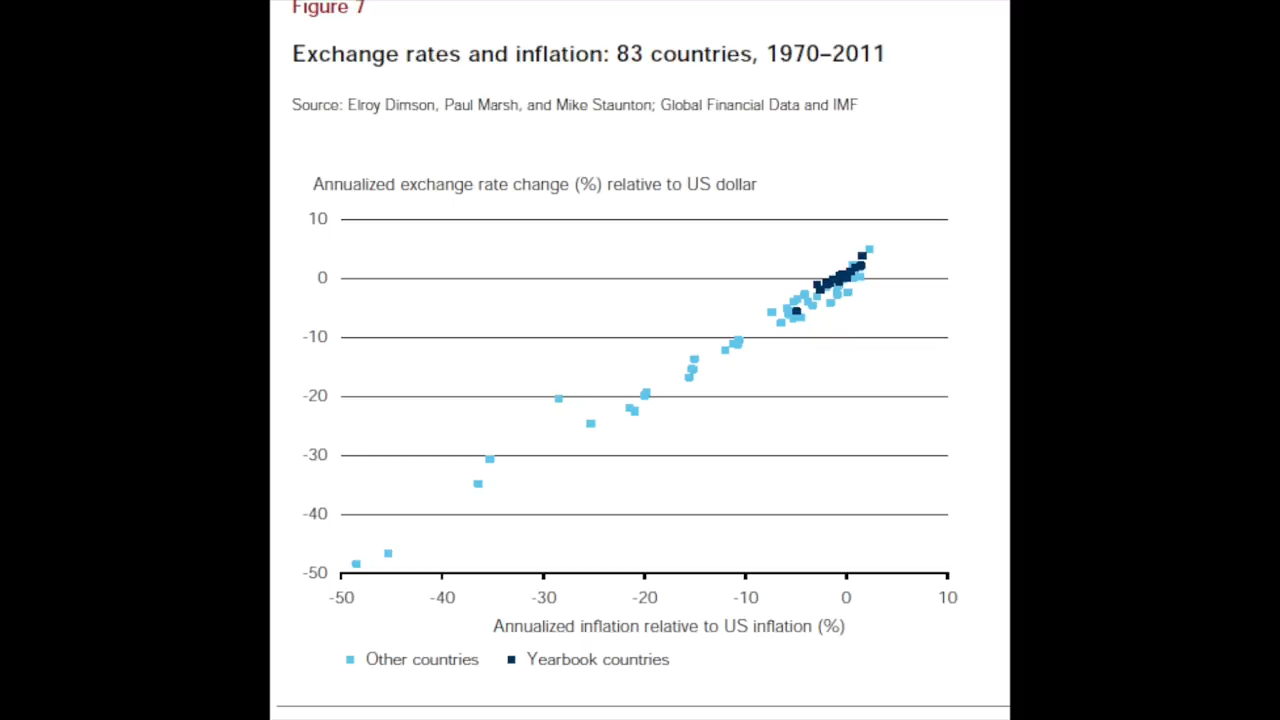 Figure 7
Exchange rates and inflation: 83 countries, 1970–2011
Source: Elroy Dimson, Paul Marsh, and Mike Staunton; Global Financial Data and IMF
Annualized exchange rate change (%) relative to US dollar
10
0
-10
-20
-30
-40
-50
-50 -40 -30 -20 -10 0 10
Annualized inflation relative to US inflation (%)
Other countries Yearbook countries